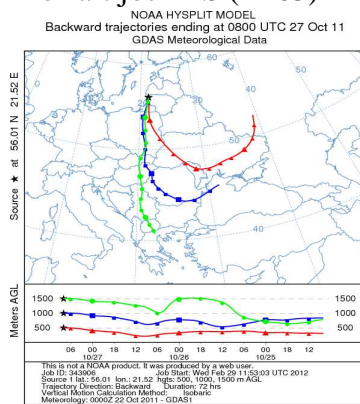 NOAA HYSPLIT MODEL
Backward trajectories ending at 0800 UTC 27 Oct 11
GDAS Meteorological Data
Source ★ at 56.01 N 21.52 E
60
50
40
40
Meters AGL
1500
1000
500
1500
1000
500
06 00 18 12 06 00 18 12 06 00 18 12
10/27 10/26 10/25
This is not a NOAA product. It was produced by a web user.
Job ID: 343906 Job Start: Wed Feb 29 11:53:03 UTC 2012
Source 1 lat.: 56.01 lon.: 21.52 hgts: 500, 1000, 1500 m AGL
Trajectory Direction: Backward Duration: 72 hrs
Vertical Motion Calculation Method: Isobaric
Meteorology: 0000Z 22 Oct 2011 - GDAS1